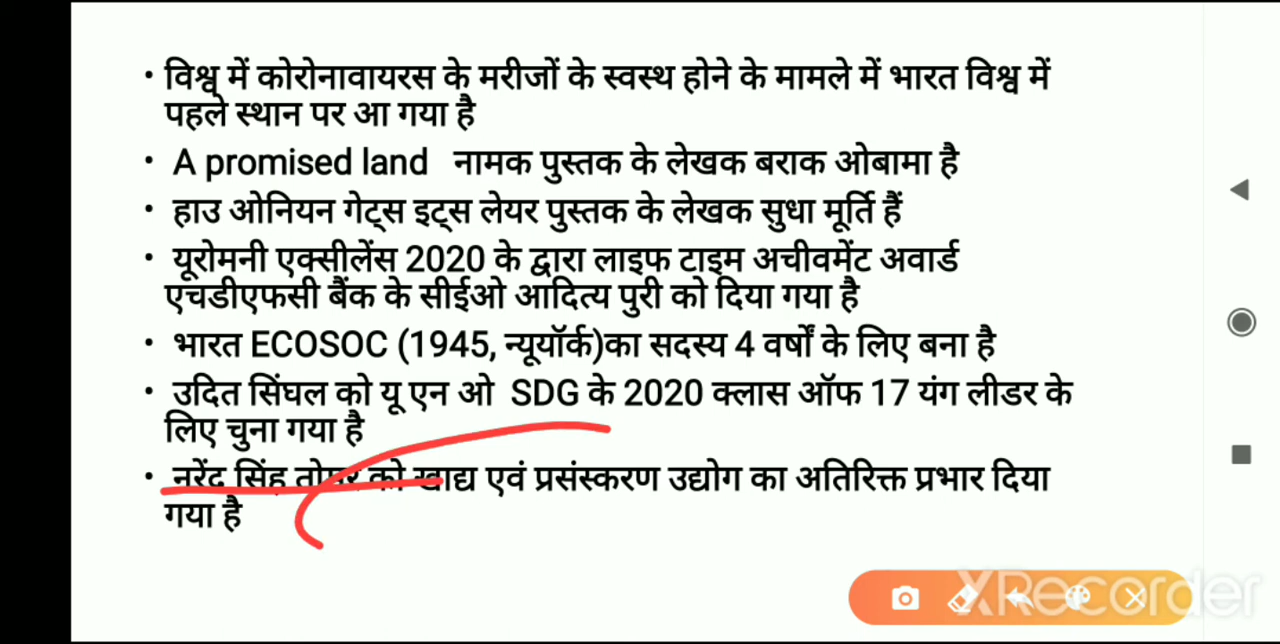 • विश्व में कोरोनावायरस के मरीजों के स्वस्थ होने के मामले में भारत विश्व में
पहले स्थान पर आ गया है
• A promised land नामक पुस्तक के लेखक बराक ओबामा है
• हाउ ओनियन गेट्स इट्स लेयर पुस्तक के लेखक सुधा मूर्ति हैं
• यूरोमनी एक्सीलेंस 2020 के द्वारा लाइफ टाइम अचीवमेंट अवार्ड
एचडीएफसी बैंक के सीईओ आदित्य पुरी को दिया गया है
• भारत ECOSOC (1945, न्यूयॉर्क)का सदस्य 4 वर्षों के लिए बना है
• उदित सिंघल को यू एन ओ SDG के 2020 क्लास ऑफ 17 यंग लीडर के
लिए चुना गया है
• नरेंद्र सिंह तोमर को खाद्य एवं प्रसंस्करण उद्योग का अतिरिक्त प्रभार दिया
गया है
XRecorder